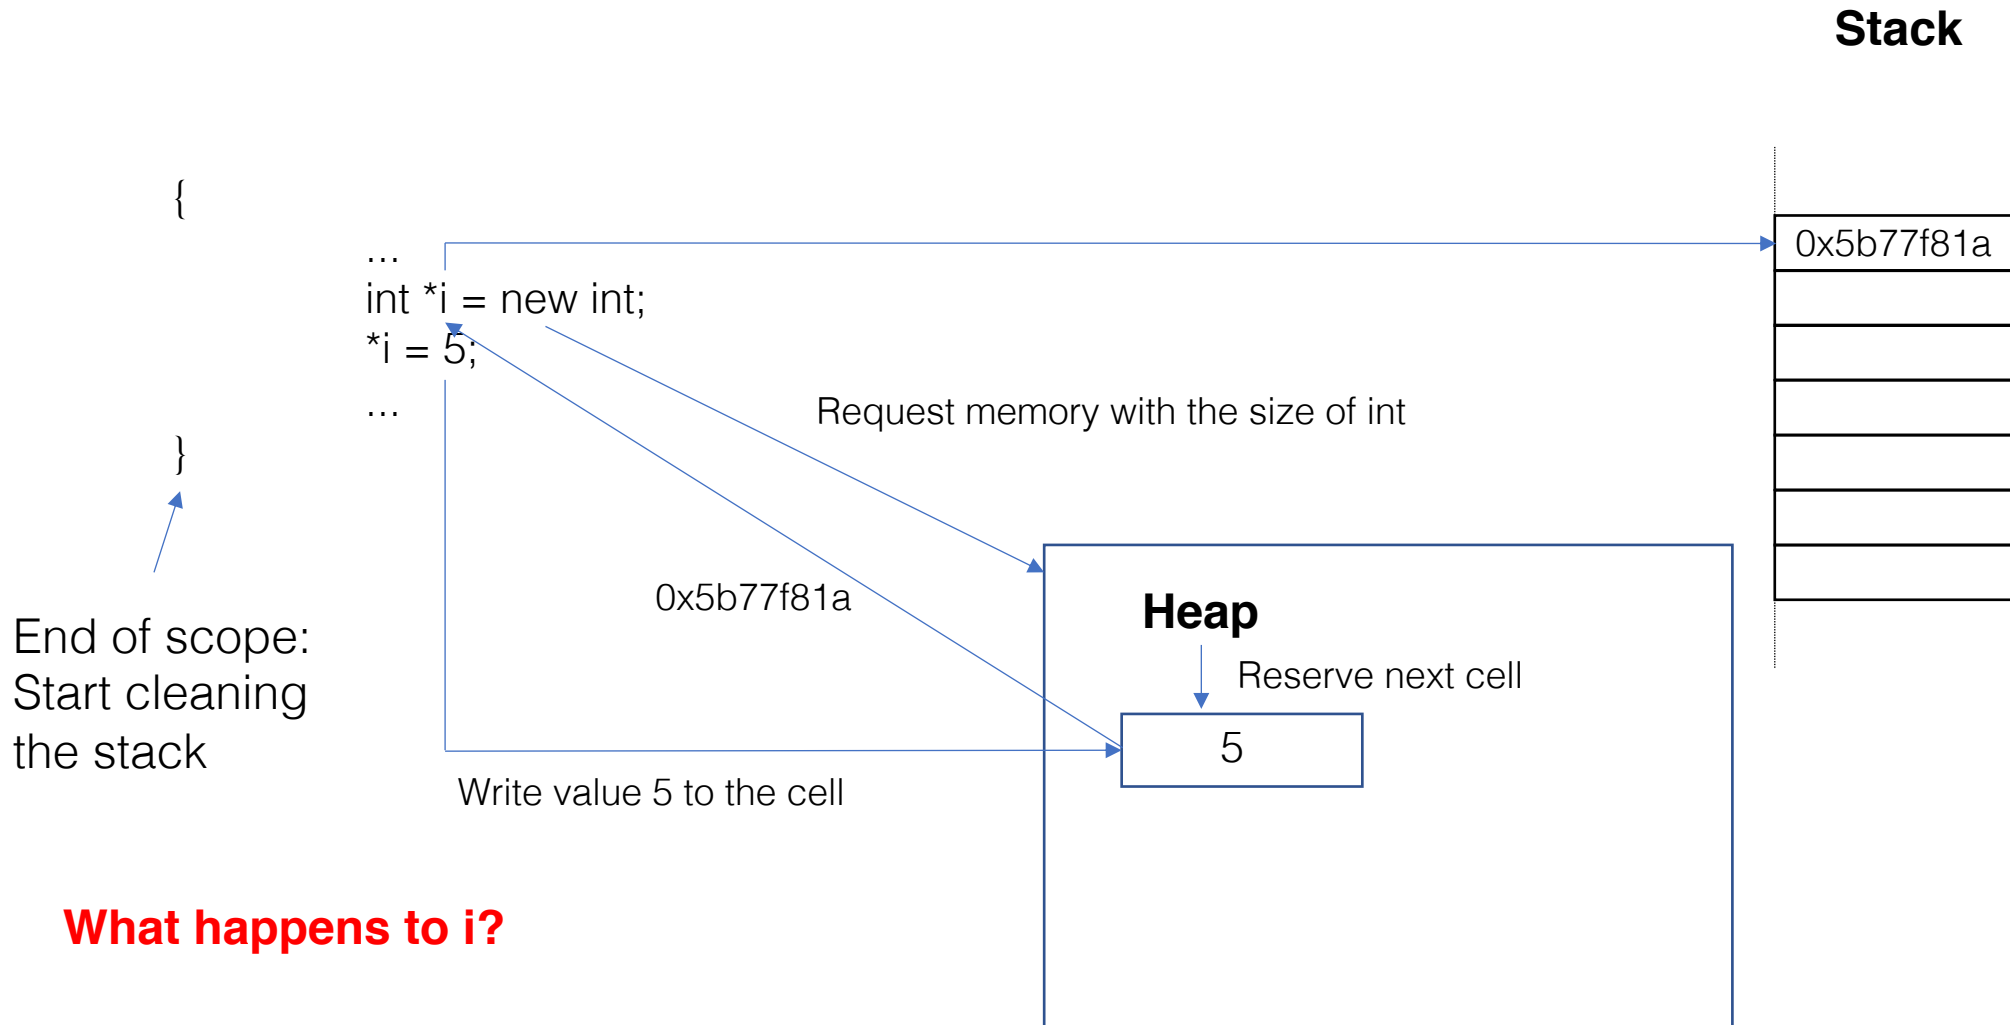 Stack
{
...
int *i = new int;
*i = 5;
...
}
0x5b77f81a
Request memory with the size of int
0x5b77f81a
Heap
Reserve next cell
5
Write value 5 to the cell
End of scope:
Start cleaning
the stack
What happens to i?